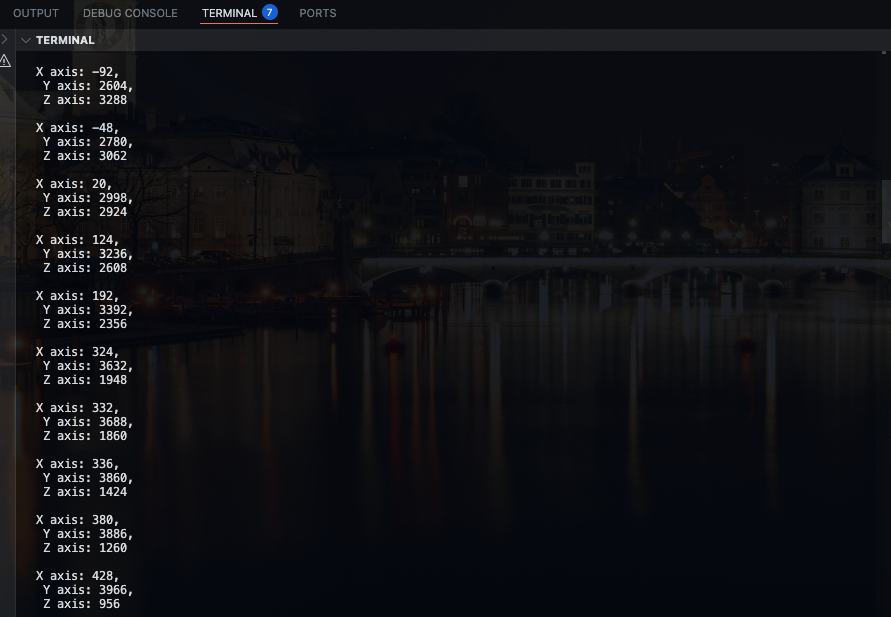 OUTPUT DEBUG CONSOLE TERMINAL 7 PORTS
TERMINAL
X axis: -92,
Y axis: 2604,
Z axis: 3288
X axis: -48,
Y axis: 2780,
Z axis: 3062
X axis: 20,
Y axis: 2998,
Z axis: 2924
X axis: 124,
Y axis: 3236,
Z axis: 2608
X axis: 192,
Y axis: 3392,
Z axis: 2356
X axis: 324,
Y axis: 3632,
Z axis: 1948
X axis: 332,
Y axis: 3688,
Z axis: 1860
X axis: 336,
Y axis: 3860,
Z axis: 1424
X axis: 380,
Y axis: 3886,
Z axis: 1260
X axis: 428,
Y axis: 3966,
Z axis: 956